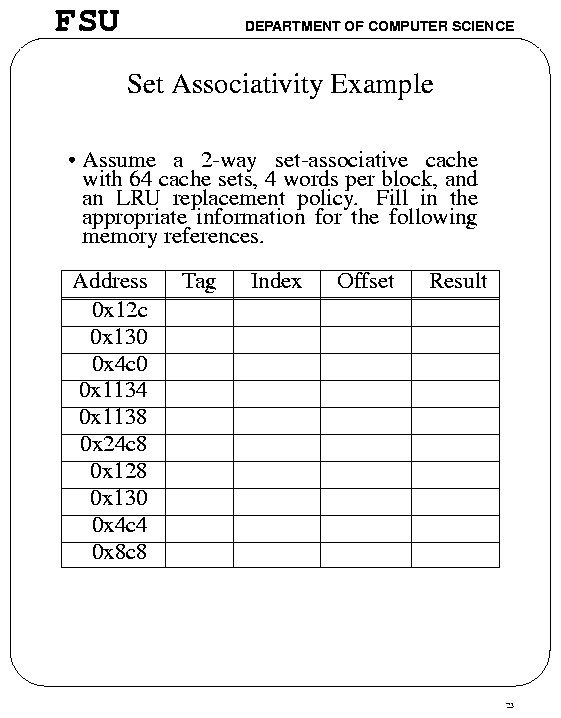 FSU DEPARTMENT OF COMPUTER SCIENCE
Set Associativity Example
• Assume a 2-way set-associative cache
with 64 cache sets, 4 words per block, and
an LRU replacement policy. Fill in the
appropriate information for the following
memory references.
Address Tag Index Offset Result
0x12c
0x130
0x4c0
0x1134
0x1138
0x24c8
0x128
0x130
0x4c4
0x8c8